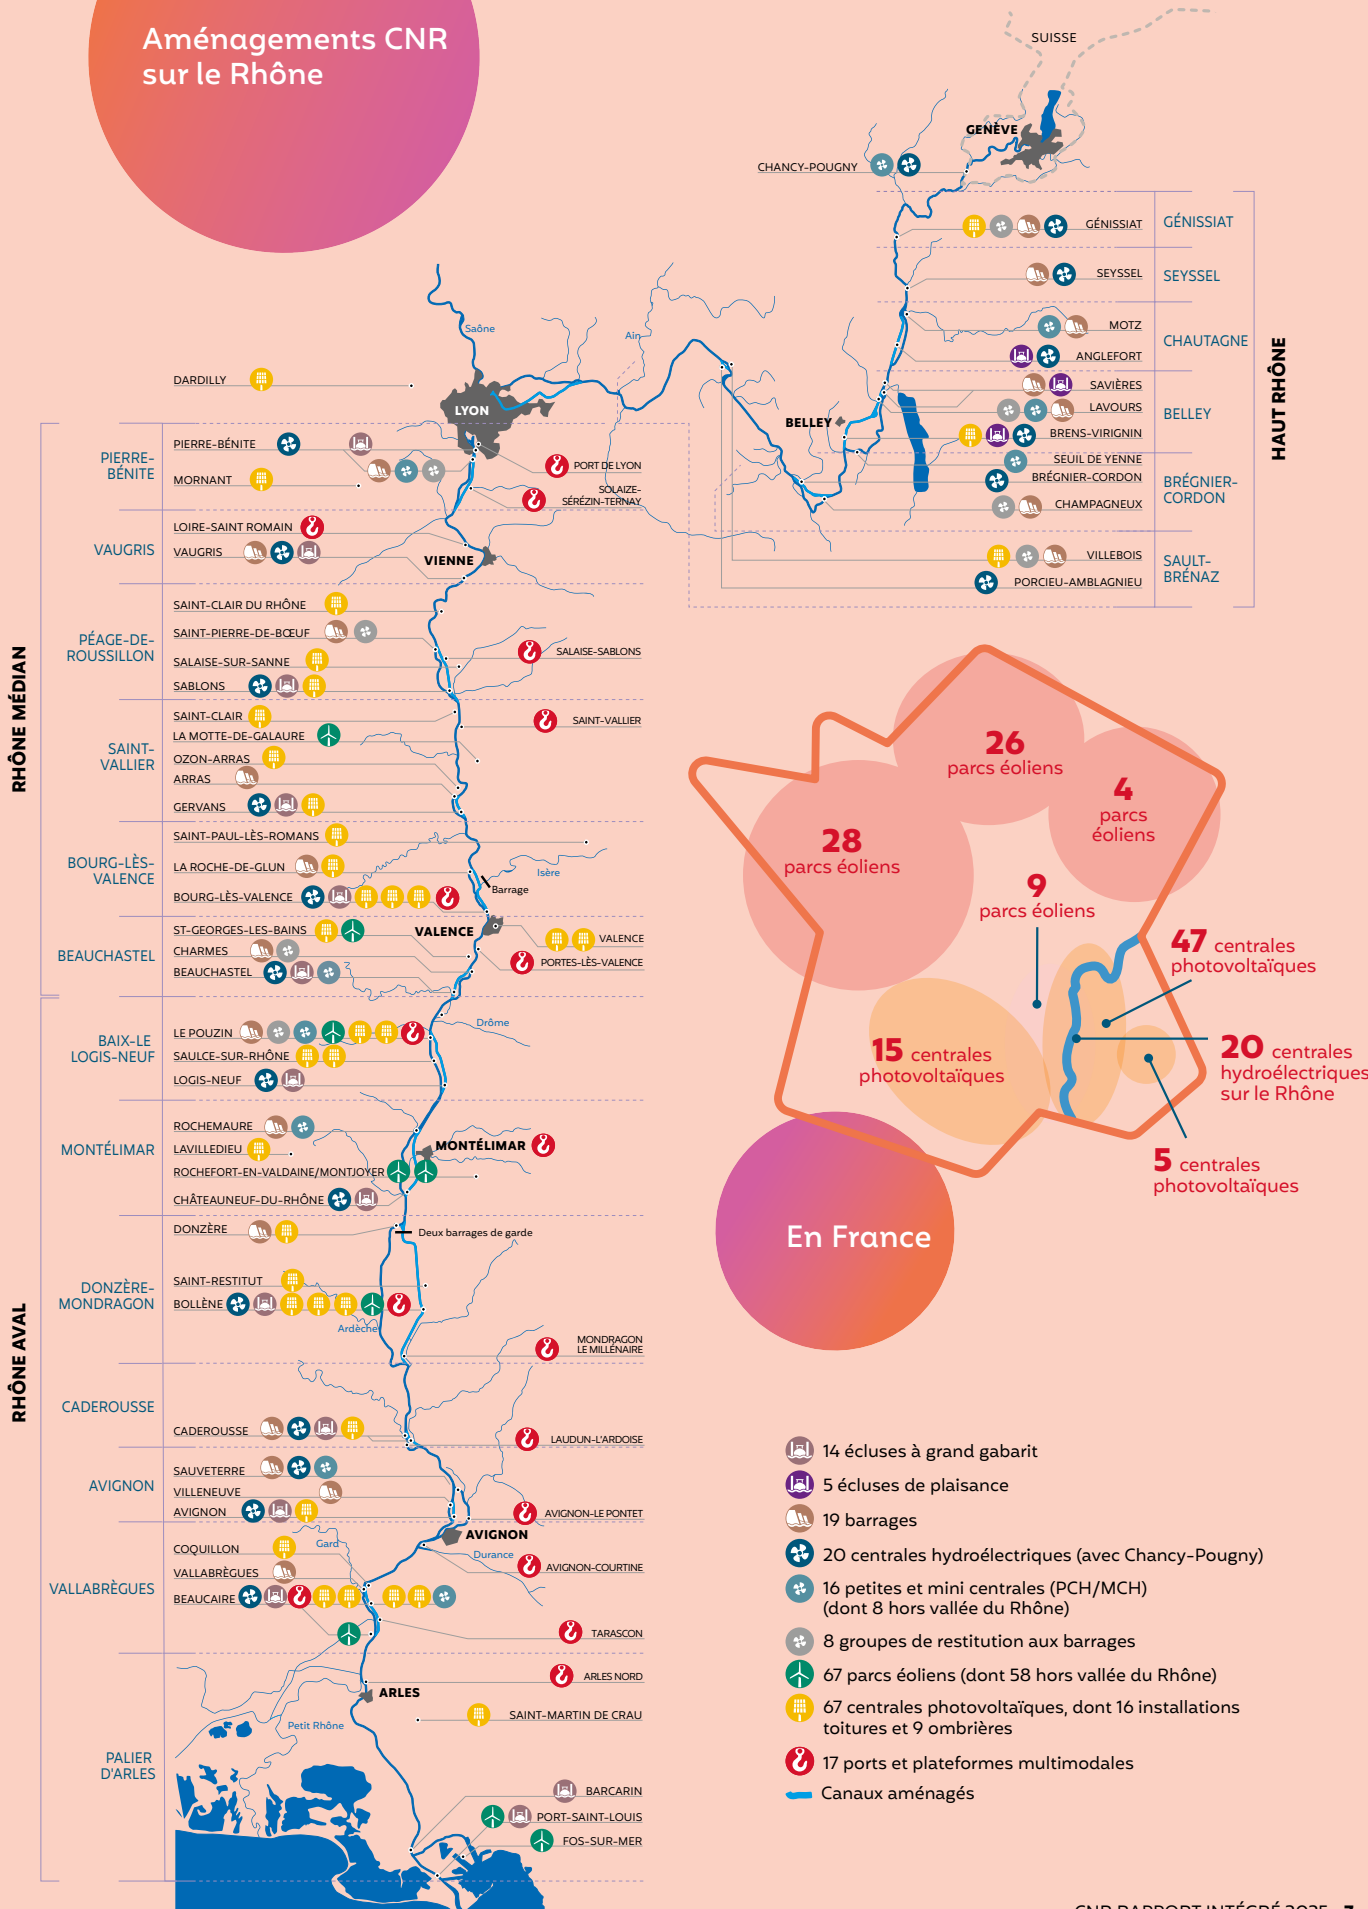 Aménagements CNR
sur le Rhône
SUISSE
GENÈVE
CHANCY-POUGNY
GÉNISSIAT
GÉNISSIAT
SEYSSEL
SEYSSEL
MOTZ
CHAUTAGNE
ANGLEFORT
SAVIÈRES
LAVOURS
BELLEY
BELLEY
BRENS-VIRIGNIN
SEUIL DE YENNE
BRÉGNIER-CORDON
BRÉGNIER-
CORDON
CHAMPAGNEUX
VILLEBOIS
SAULT-
BRÉNAZ
PORCIEU-AMBLAGNIEU
HAUT RHÔNE
Saône
Ain
DARDILLY
LYON
PIERRE-BÉNITE
PIERRE-
BÉNITE
MORNANT
PORT DE LYON
SOLAIZE-
SÉRÉZIN-TERNAY
LOIRE-SAINT ROMAIN
VAUGRIS
VAUGRIS
VIENNE
SAINT-CLAIR DU RHÔNE
SAINT-PIERRE-DE-BŒUF
PÉAGE-DE-
ROUSSILLON
SALAISE-SUR-SANNE
SABLONS
SALAISE-SABLONS
RHÔNE MÉDIAN
SAINT-CLAIR
LA MOTTE-DE-GALAURE
SAINT-
VALLIER
OZON-ARRAS
ARRAS
GERVANS
SAINT-VALLIER
SAINT-PAUL-LÈS-ROMANS
BOURG-LÈS-
VALENCE
LA ROCHE-DE-GLUN
BOURG-LÈS-VALENCE
Isère
Barrage
ST-GEORGES-LES-BAINS
VALENCE
VALENCE
CHARMES
BEAUCHASTEL
BEAUCHASTEL
PORTES-LÈS-VALENCE
LE POUZIN
BAIX-LE
LOGIS-NEUF
SAULCE-SUR-RHÔNE
LOGIS-NEUF
Drôme
ROCHEMAURE
MONTÉLIMAR
LAVILLEDIEU
MONTÉLIMAR
ROCHEFORT-EN-VALDAINE/MONTJOYER
CHÂTEAUNEUF-DU-RHÔNE
DONZÈRE
Deux barrages de garde
SAINT-RESTITUT
DONZÈRE-
MONDRAGON
BOLLÈNE
Ardèche
MONDRAGON
LE MILLÉNAIRE
RHÔNE AVAL
CADEROUSSE
CADEROUSSE
LAUDUN-L'ARDOISE
SAUVETERRE
AVIGNON
VILLENEUVE
AVIGNON
AVIGNON-LE PONTET
AVIGNON
COQUILLON
Gard
Durance
VALLABRÈGUES
VALLABRÈGUES
BEAUCAIRE
AVIGNON-COURTINE
TARASCON
ARLES NORD
ARLES
SAINT-MARTIN DE CRAU
Petit Rhône
PALIER
D'ARLES
BARCARIN
PORT-SAINT-LOUIS
FOS-SUR-MER
26
parcs éoliens
4
parcs
éoliens
28
parcs éoliens
9
parcs éoliens
47 centrales
photovoltaïques
15 centrales
photovoltaïques
20 centrales
hydroélectriques
sur le Rhône
5 centrales
photovoltaïques
En France
14 écluses à grand gabarit
5 écluses de plaisance
19 barrages
20 centrales hydroélectriques (avec Chancy-Pougny)
16 petites et mini centrales (PCH/MCH)
(dont 8 hors vallée du Rhône)
8 groupes de restitution aux barrages
67 parcs éoliens (dont 58 hors vallée du Rhône)
67 centrales photovoltaïques, dont 16 installations
toitures et 9 ombrières
17 ports et plateformes multimodales
Canaux aménagés
CNR RAPPORT INTÉGRÉ 2025